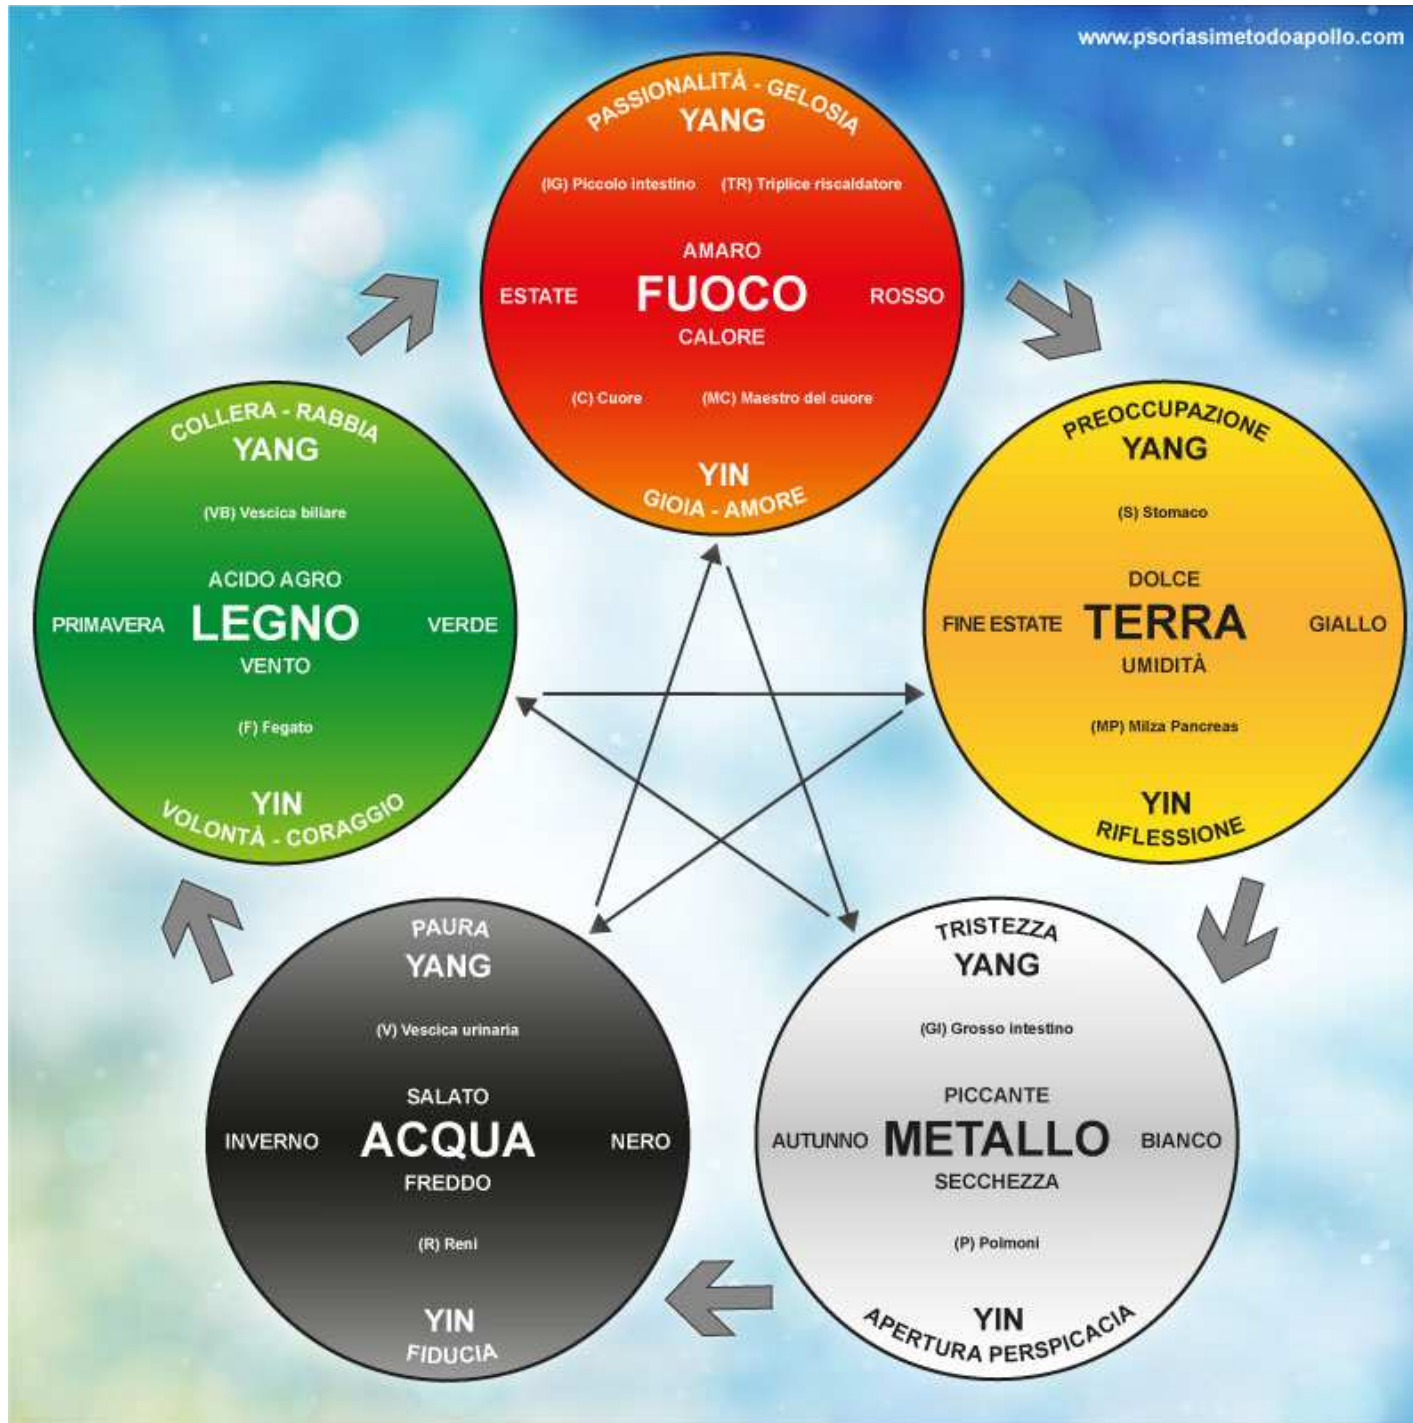 www.psoriasimetodoapollo.com
PASSIONALITÀ - GELOSIA
YANG
(IG) Piccolo intestino (TR) Triplice riscaldatore
AMARO
ESTATE FUOCO ROSSO
CALORE
(C) Cuore (MC) Maestro del cuore
YIN
GIOIA - AMORE
COLLERA - RABBIA
YANG
(VB) Vescica biliare
ACIDO AGRO
PRIMAVERA LEGNO VERDE
VENTO
(F) Fegato
YIN
VOLONTÀ - CORAGGIO
PREOCCUPAZIONE
YANG
(S) Stomaco
DOLCE
FINE ESTATE TERRA GIALLO
UMIDITÀ
(MP) Milza Pancreas
YIN
RIFLESSIONE
PAURA
YANG
(V) Vescica urinaria
SALATO
INVERNO ACQUA NERO
FREDDO
(R) Reni
YIN
FIDUCIA
TRISTEZZA
YANG
(GI) Grosso intestino
PICCANTE
AUTUNNO METALLO BIANCO
SECCHEZZA
(P) Polmoni
YIN
APERTURA PERSPICACIA